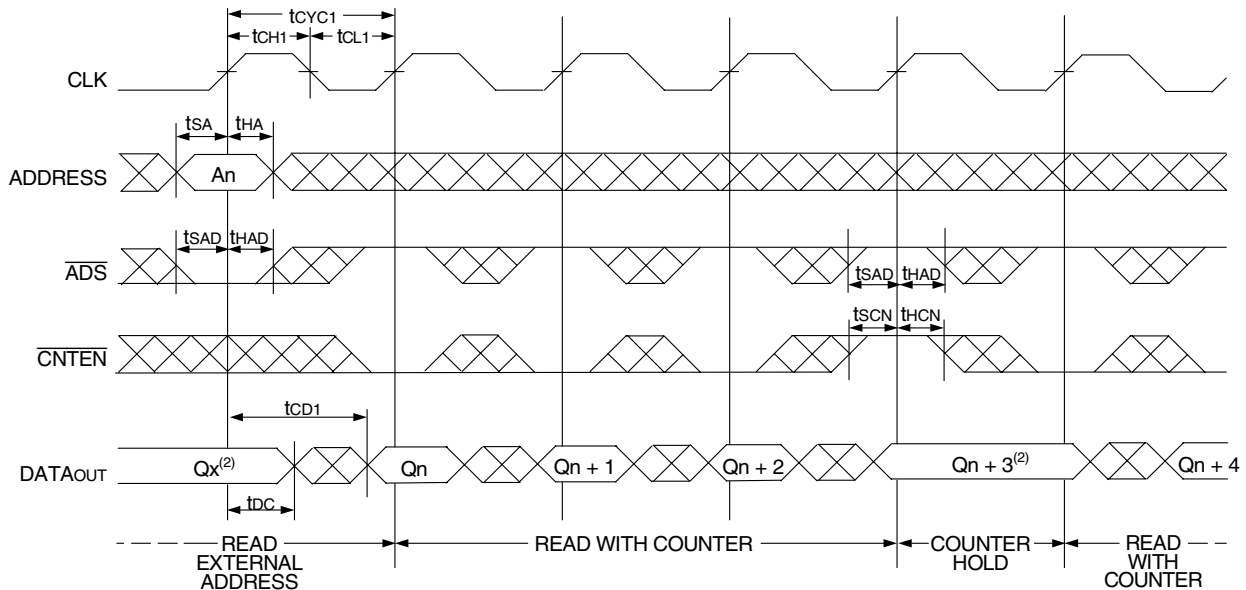 tCYC1
tCH1 tCL1
CLK
tSA tHA
ADDRESS An
tSAD tHAD
ADS
tSAD tHAD
tSCN tHCN
CNTEN
tCD1
DATAOUT Qx(2) Qn Qn + 1 Qn + 2 Qn + 3(2) Qn + 4
tDC
READ EXTERNAL ADDRESS
READ WITH COUNTER
COUNTER HOLD
READ WITH COUNTER